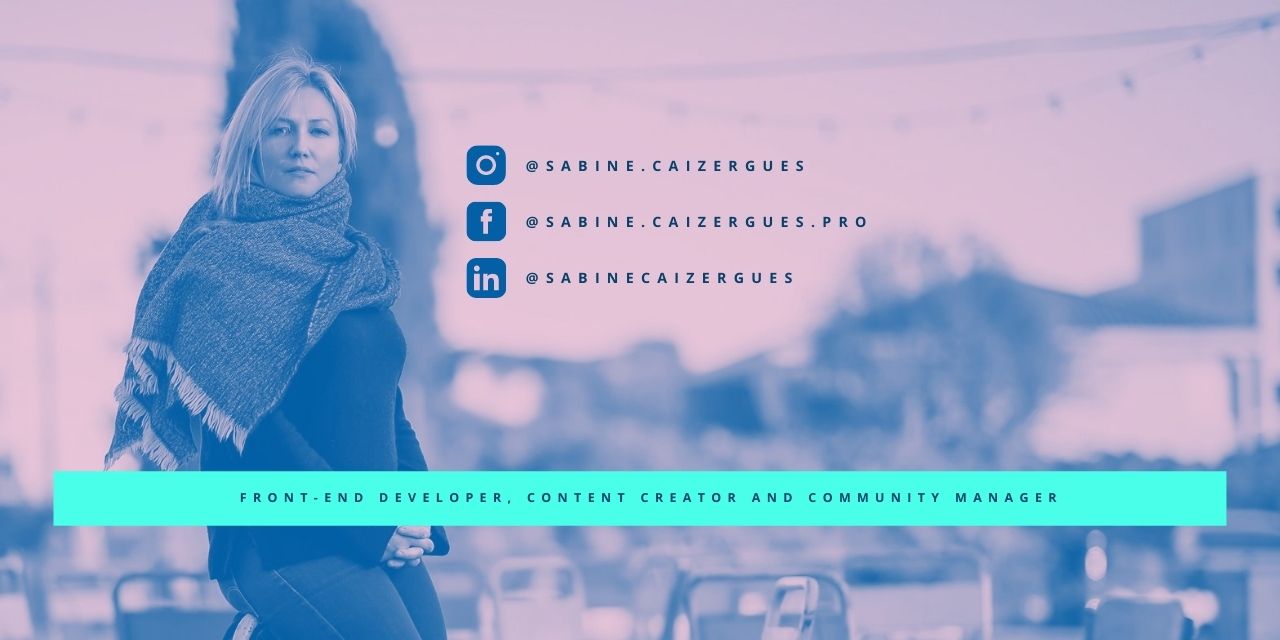 @SABINE.CAIZERGUES
@SABINE.CAIZERGUES.PRO
@SABINECAIZERGUES
FRONT-END DEVELOPER, CONTENT CREATOR AND COMMUNITY MANAGER